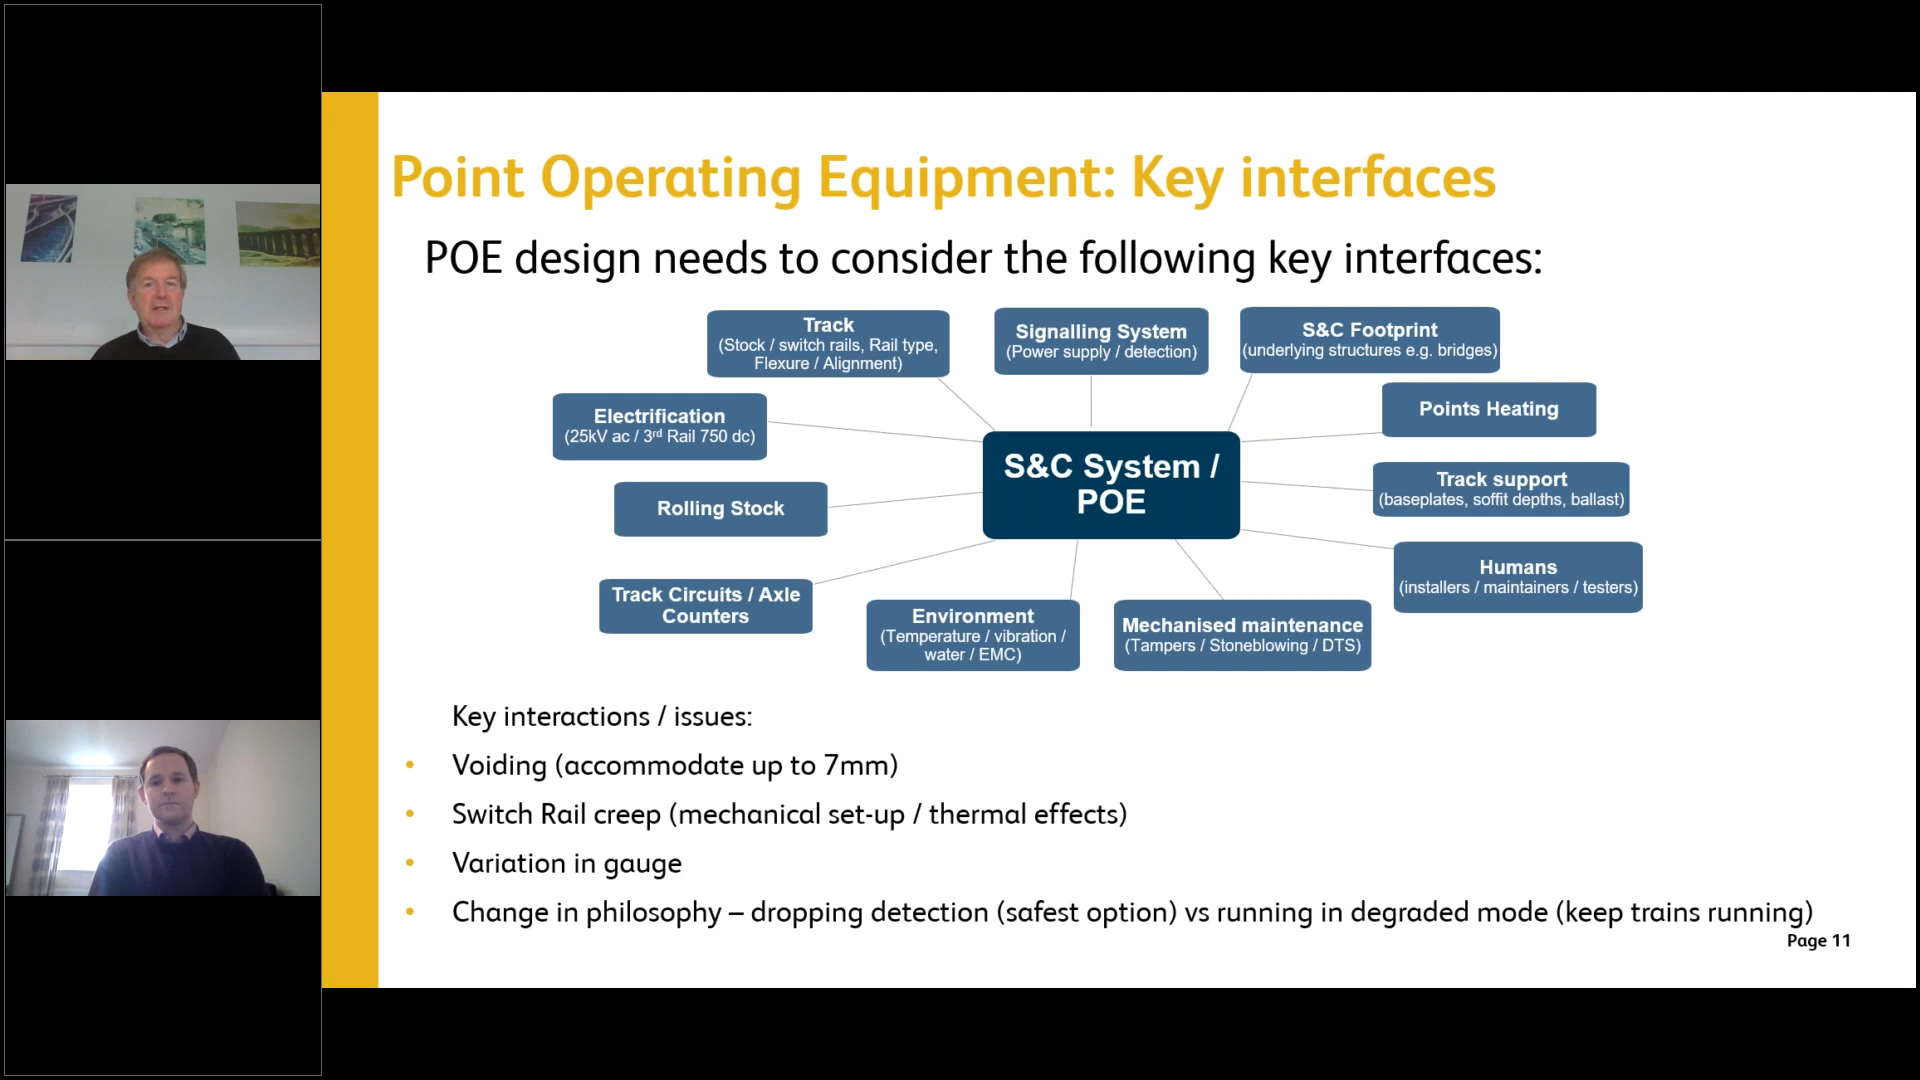 Point Operating Equipment: Key interfaces
POE design needs to consider the following key interfaces:
Track
(Stock / switch rails, Rail type,
Flexure / Alignment)
Signalling System
(Power supply / detection)
S&C Footprint
(underlying structures e.g. bridges)
Electrification
(25kV ac / 3rd Rail 750 dc)
Points Heating
S&C System /
POE
Rolling Stock
Track support
(baseplates, soffit depths, ballast)
Track Circuits / Axle
Counters
Humans
(installers / maintainers / testers)
Environment
(Temperature / vibration /
water / EMC)
Mechanised maintenance
(Tampers / Stoneblowing / DTS)
Key interactions / issues:
• Voiding (accommodate up to 7mm)
• Switch Rail creep (mechanical set-up / thermal effects)
• Variation in gauge
• Change in philosophy – dropping detection (safest option) vs running in degraded mode (keep trains running)
Page 11